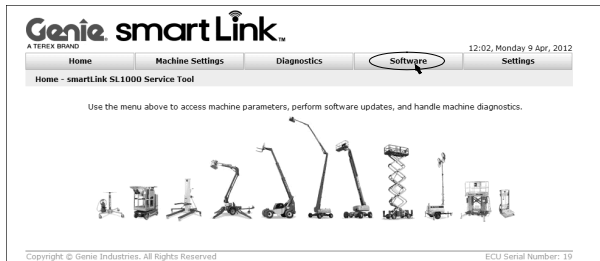 Genie smart Link™
A TEREX BRAND
12:02, Monday 9 Apr, 2012
Home Machine Settings Diagnostics Software Settings
Home - smartLink SL1000 Service Tool
Use the menu above to access machine parameters, perform software updates, and handle machine diagnostics.
Copyright © Genie Industries. All Rights Reserved ECU Serial Number: 19